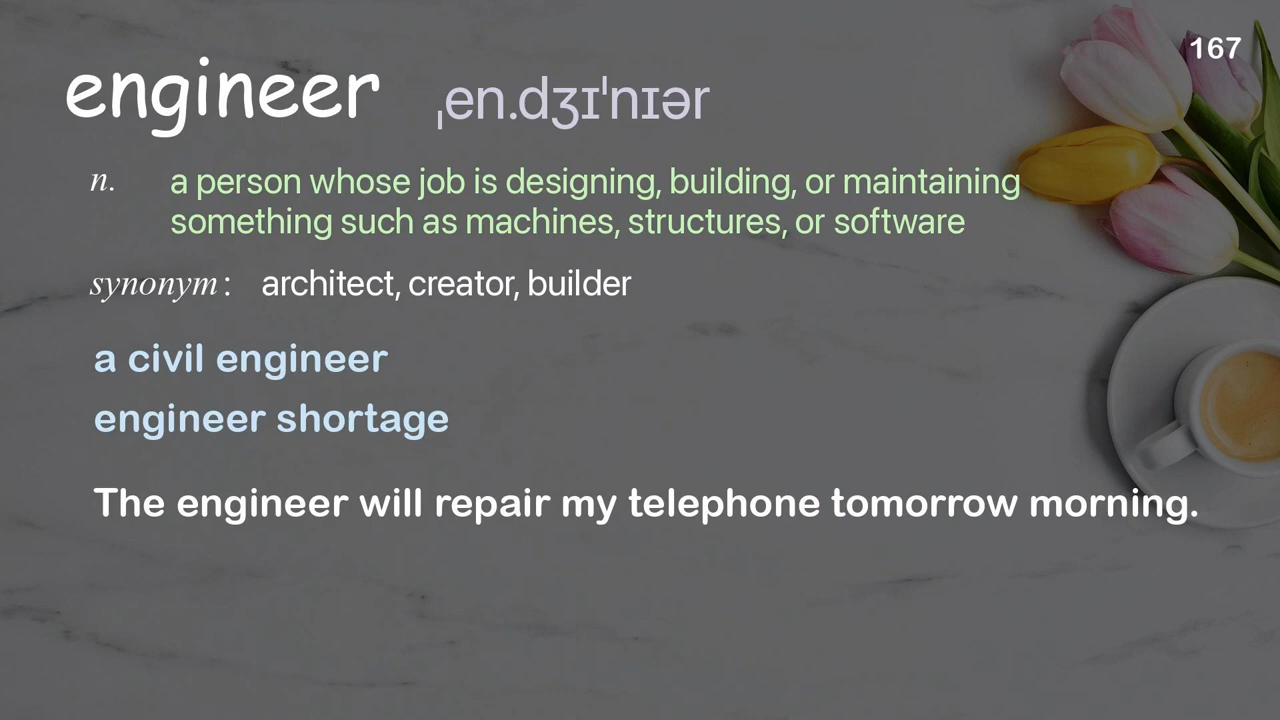 167
engineer ˌen.dʒɪˈnɪər
n. a person whose job is designing, building, or maintaining
something such as machines, structures, or software
synonym: architect, creator, builder
a civil engineer
engineer shortage
The engineer will repair my telephone tomorrow morning.